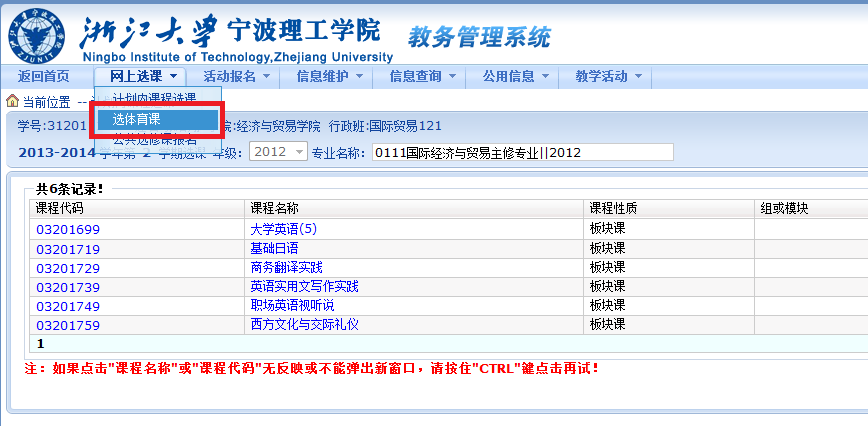 浙江大学 宁波理工学院 教务管理系统
Ningbo Institute of Technology,Zhejiang University
NBZJUNIT
返回首页 网上选课 活动报名 信息维护 信息查询 公用信息 教学活动
当前位置 --
计划内课程选课
选体育课
公共选修课报名
学号:31201 院:经济与贸易学院 行政班:国际贸易121
2013-2014 学年第 2 学期选课 年级: 2012 专业名称: 0111国际经济与贸易主修专业||2012
共6条记录!
课程代码 课程名称 课程性质 组或模块
03201699 大学英语(5) 板块课
03201719 基础日语 板块课
03201729 商务翻译实践 板块课
03201739 英语实用文写作实践 板块课
03201749 职场英语视听说 板块课
03201759 西方文化与交际礼仪 板块课
1
注：如果点击"课程名称"或"课程代码"无反映或不能弹出新窗口，请按住"CTRL"键点击再试!